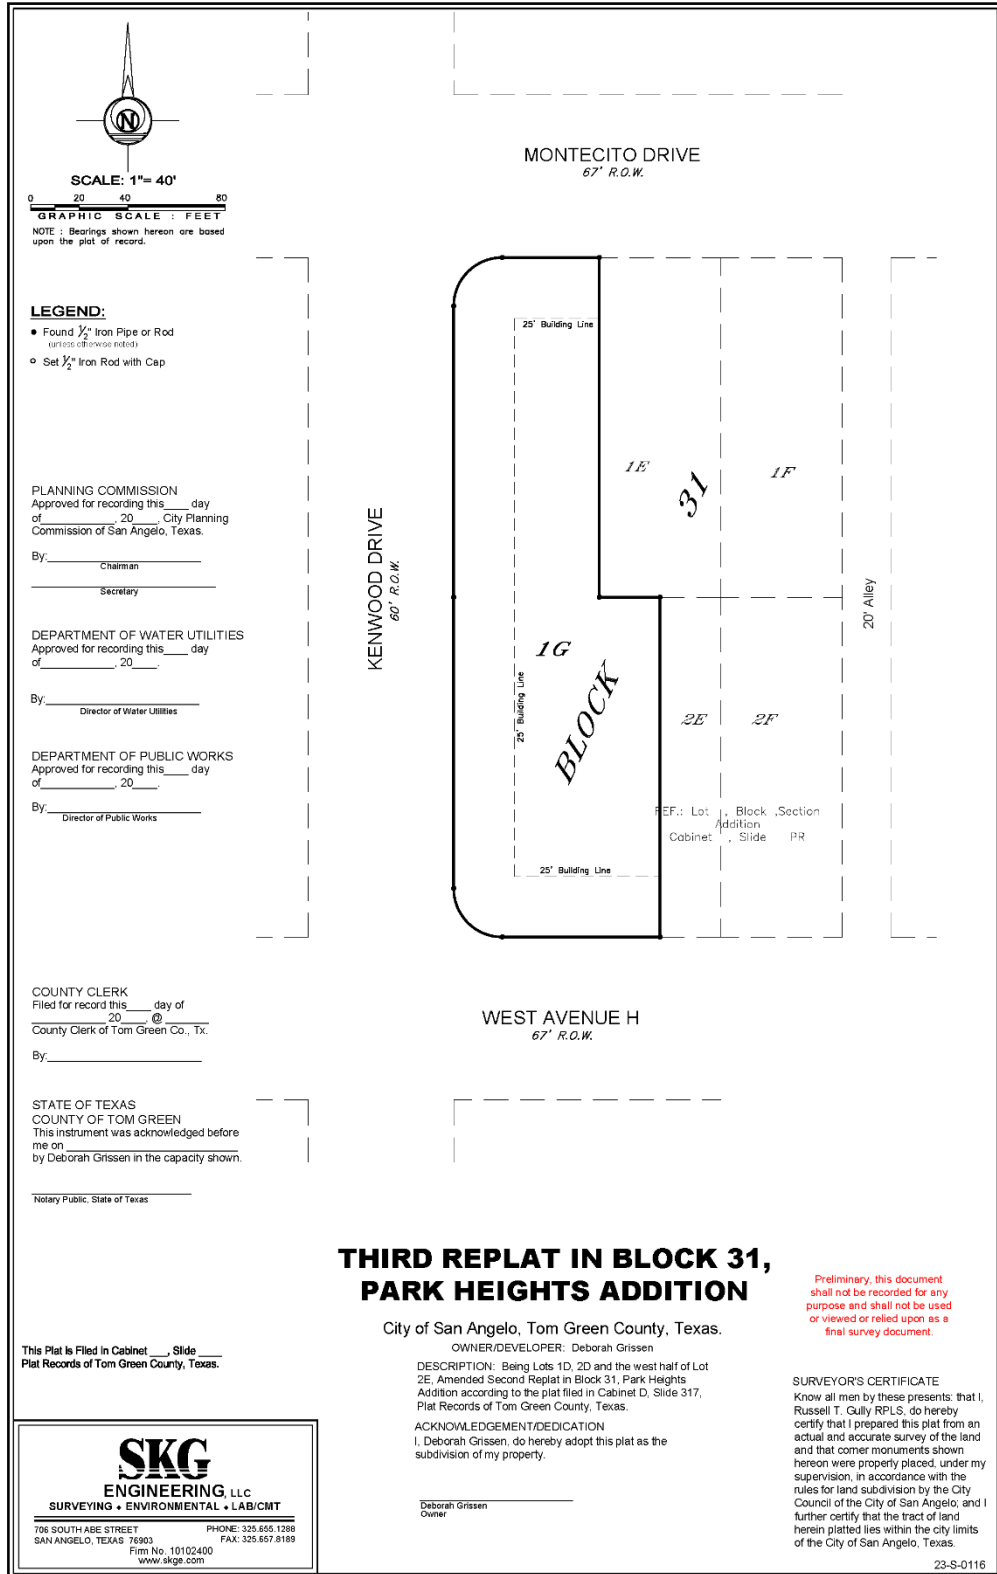 N
SCALE: 1"= 40'
0 20 40 80
GRAPHIC SCALE : FEET
NOTE : Bearings shown hereon are based
upon the plat of record.
LEGEND:
Found 1/2" Iron Pipe or Rod
(unless otherwise noted)
Set 1/2" Iron Rod with Cap
PLANNING COMMISSION
Approved for recording this____ day
of____________, 20____, City Planning
Commission of San Angelo, Texas.
By:
Chairman
Secretary
DEPARTMENT OF WATER UTILITIES
Approved for recording this____ day
of____________, 20____.
By:
Director of Water Utilities
DEPARTMENT OF PUBLIC WORKS
Approved for recording this____ day
of____________, 20____.
By:
Director of Public Works
COUNTY CLERK
Filed for record this____ day of
____________ 20____, @ _______
County Clerk of Tom Green Co., Tx.
By:
STATE OF TEXAS
COUNTY OF TOM GREEN
This instrument was acknowledged before
me on
by Deborah Grissen in the capacity shown.
Notary Public, State of Texas
This Plat is Filed in Cabinet ___, Slide ____
Plat Records of Tom Green County, Texas.
MONTECITO DRIVE
67' R.O.W.
KENWOOD DRIVE
60' R.O.W.
25' Building Line
1E
31
1F
20' Alley
1G
25' Building Line
BLOCK
2E
2F
REF.: Lot , Block ,Section
Addition
Cabinet , Slide PR
25' Building Line
WEST AVENUE H
67' R.O.W.
THIRD REPLAT IN BLOCK 31,
PARK HEIGHTS ADDITION
City of San Angelo, Tom Green County, Texas.
OWNER/DEVELOPER: Deborah Grissen
DESCRIPTION: Being Lots 1D, 2D and the west half of Lot
2E, Amended Second Replat in Block 31, Park Heights
Addition according to the plat filed in Cabinet D, Slide 317,
Plat Records of Tom Green County, Texas.
ACKNOWLEDGEMENT/DEDICATION
I, Deborah Grissen, do hereby adopt this plat as the
subdivision of my property.
Deborah Grissen
Owner
Preliminary, this document
shall not be recorded for any
purpose and shall not be used
or viewed or relied upon as a
final survey document.
SURVEYOR'S CERTIFICATE
Know all men by these presents: that I,
Russell T. Gully RPLS, do hereby
certify that I prepared this plat from an
actual and accurate survey of the land
and that corner monuments shown
hereon were properly placed, under my
supervision, in accordance with the
rules for land subdivision by the City
Council of the City of San Angelo; and I
further certify that the tract of land
herein platted lies within the city limits
of the City of San Angelo, Texas.
23-S-0116
SKG
ENGINEERING, LLC
SURVEYING ♦ ENVIRONMENTAL ♦ LAB/CMT
706 SOUTH ABE STREET PHONE: 325.655.1288
SAN ANGELO, TEXAS 76903 FAX: 325.657.8189
Firm No. 10102400
www.skge.com